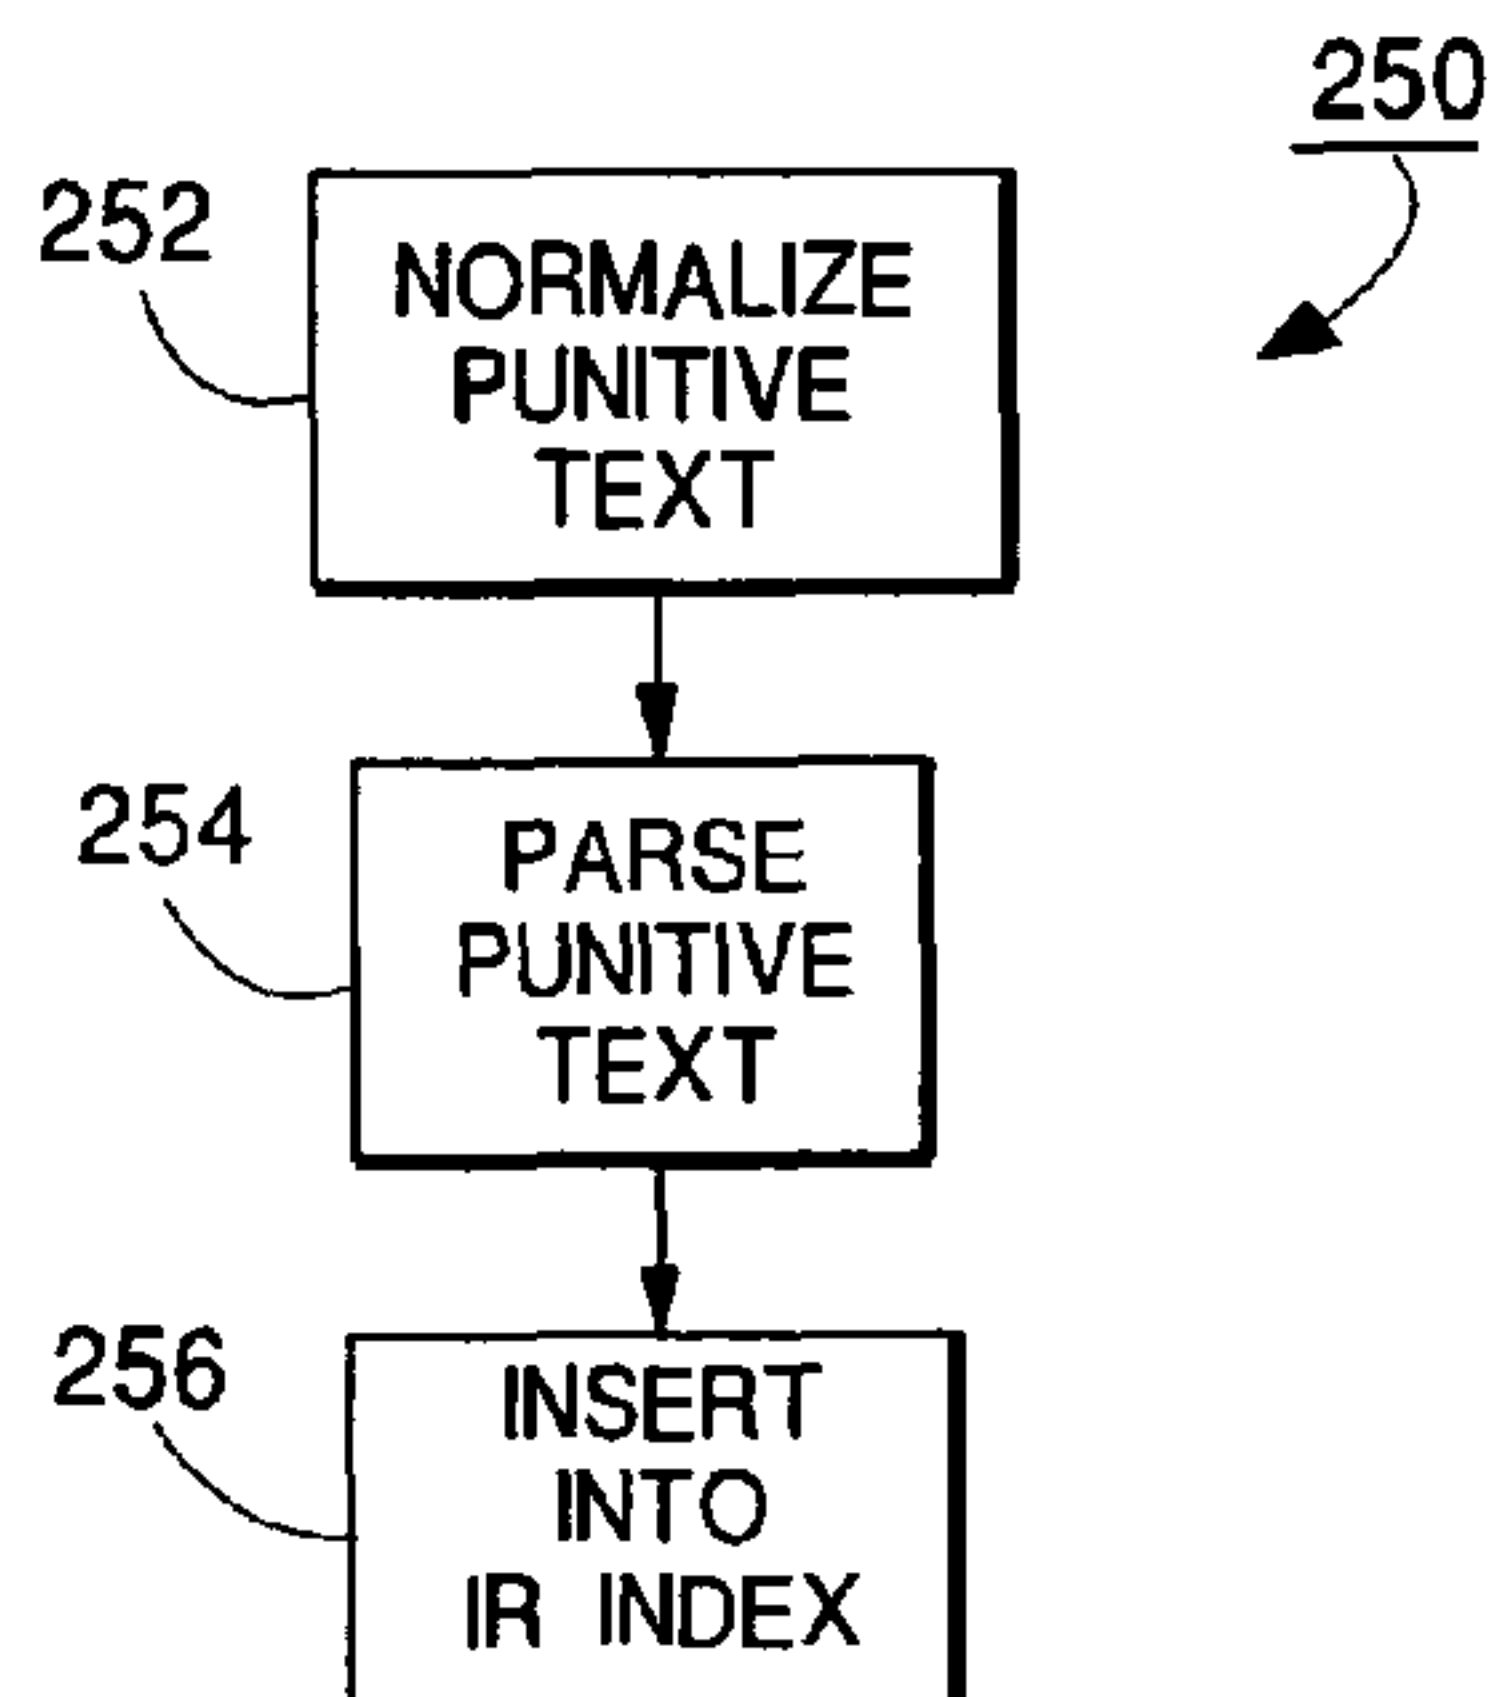 250
252
NORMALIZE
PUNITIVE
TEXT
254
PARSE
PUNITIVE
TEXT
256
INSERT
INTO
IR INDEX